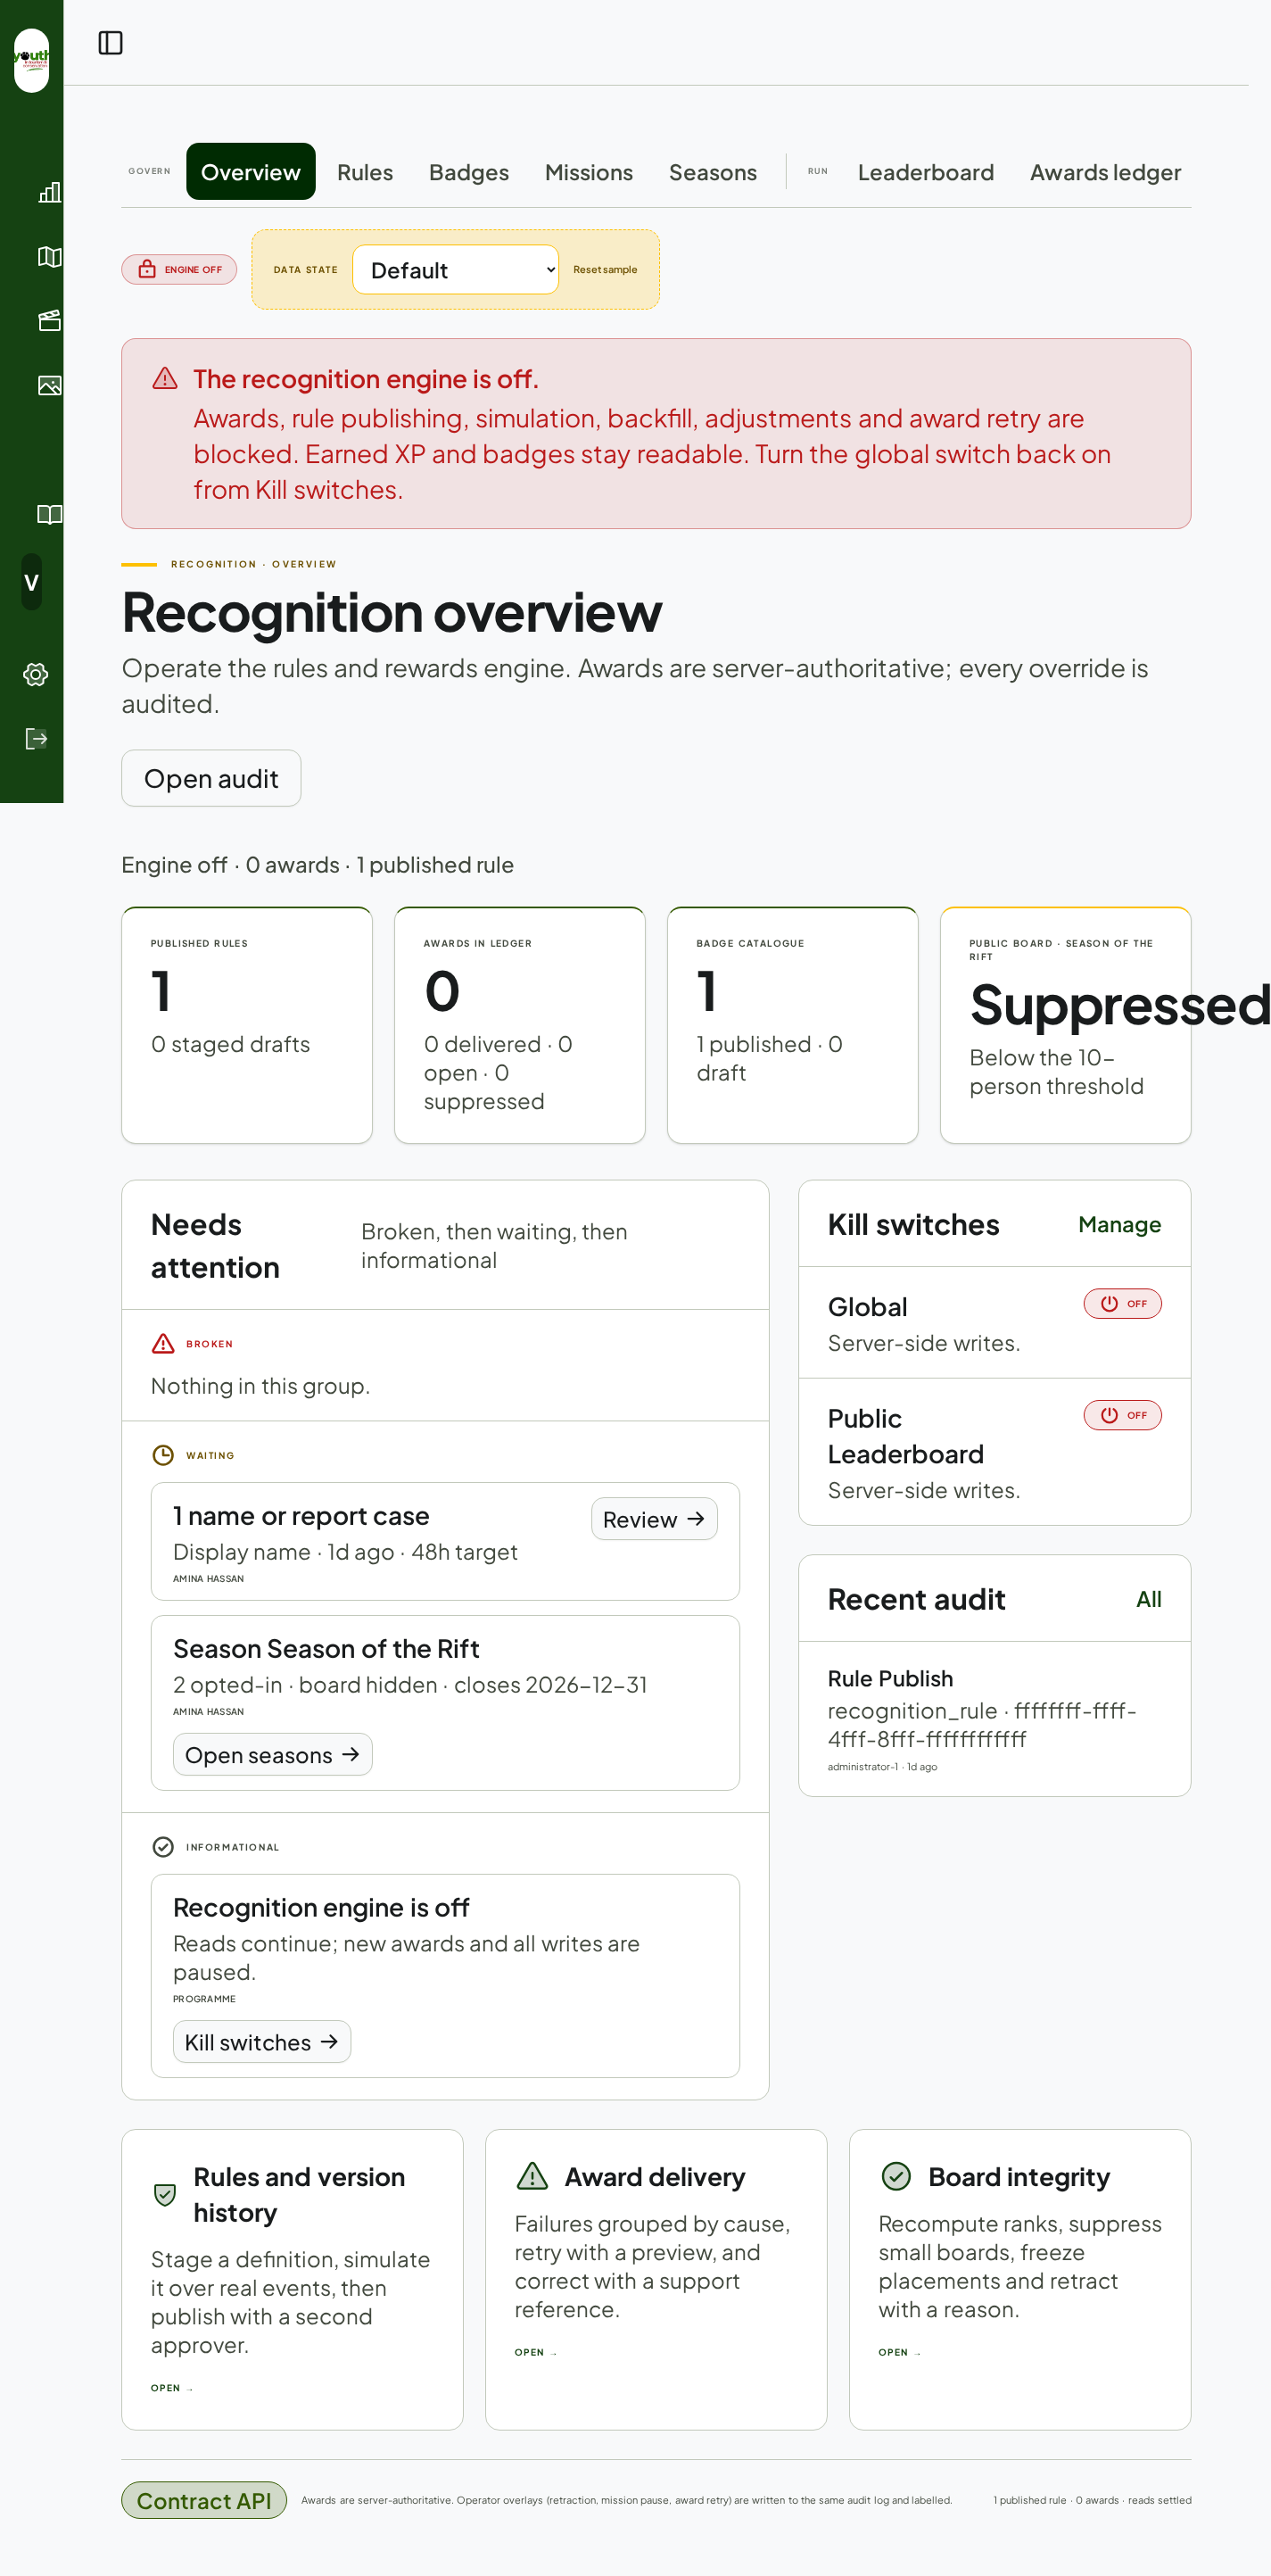 youth
GOVERN Overview Rules Badges Missions Seasons RUN Leaderboard Awards ledger
ENGINE OFF DATA STATE Default Reset sample
The recognition engine is off.
Awards, rule publishing, simulation, backfill, adjustments and award retry are
blocked. Earned XP and badges stay readable. Turn the global switch back on
from Kill switches.
RECOGNITION · OVERVIEW
Recognition overview
Operate the rules and rewards engine. Awards are server-authoritative; every override is
audited.
Open audit
Engine off · 0 awards · 1 published rule
PUBLISHED RULES
1
0 staged drafts
AWARDS IN LEDGER
0
0 delivered · 0
open · 0
suppressed
BADGE CATALOGUE
1
1 published · 0
draft
PUBLIC BOARD · SEASON OF THE
RIFT
Suppressed
Below the 10-
person threshold
Needs
attention
Broken, then waiting, then
informational
BROKEN
Nothing in this group.
WAITING
1 name or report case
Display name · 1d ago · 48h target
AMINA HASSAN
Review →
Season Season of the Rift
2 opted-in · board hidden · closes 2026-12-31
AMINA HASSAN
Open seasons →
INFORMATIONAL
Recognition engine is off
Reads continue; new awards and all writes are
paused.
PROGRAMME
Kill switches →
Kill switches Manage
Global OFF
Server-side writes.
Public
Leaderboard OFF
Server-side writes.
Recent audit All
Rule Publish
recognition_rule · ffffffff-ffff-
4fff-8fff-ffffffffffff
administrator-1 · 1d ago
V
Rules and version
history
Stage a definition, simulate
it over real events, then
publish with a second
approver.
OPEN →
Award delivery
Failures grouped by cause,
retry with a preview, and
correct with a support
reference.
OPEN →
Board integrity
Recompute ranks, suppress
small boards, freeze
placements and retract
with a reason.
OPEN →
Contract API Awards are server-authoritative. Operator overlays (retraction, mission pause, award retry) are written to the same audit log and labelled. 1 published rule · 0 awards · reads settled